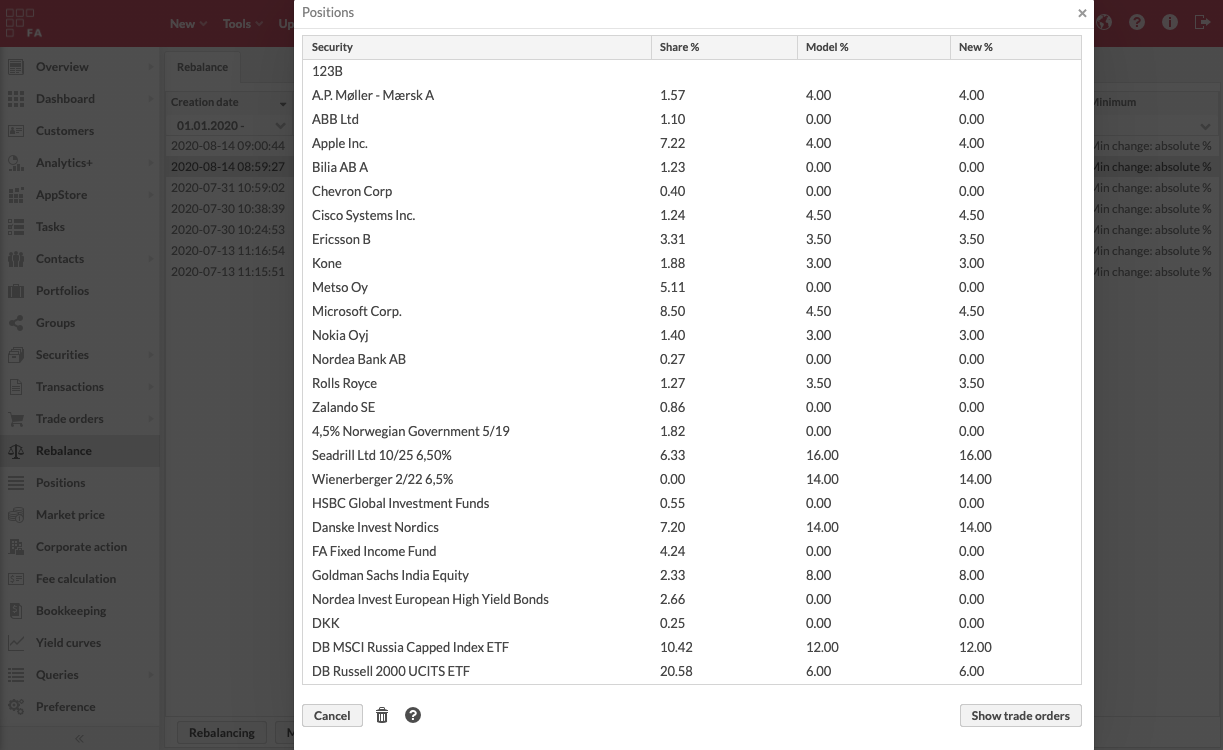 Positions
FA
New
Tools
Up
Overview
Dashboard
Customers
Analytics+
AppStore
Tasks
Contacts
Portfolios
Groups
Securities
Transactions
Trade orders
Rebalance
Positions
Market price
Corporate action
Fee calculation
Bookkeeping
Yield curves
Queries
Preference
Rebalance
Creation date
01.01.2020 -
2020-08-14 09:00:44
2020-08-14 08:59:27
2020-07-31 10:59:02
2020-07-30 10:38:39
2020-07-30 10:24:53
2020-07-13 11:16:54
2020-07-13 11:15:51
Rebalancing
Security Share % Model % New %
123B
A.P. Møller - Mærsk A 1.57 4.00 4.00
ABB Ltd 1.10 0.00 0.00
Apple Inc. 7.22 4.00 4.00
Bilia AB A 1.23 0.00 0.00
Chevron Corp 0.40 0.00 0.00
Cisco Systems Inc. 1.24 4.50 4.50
Ericsson B 3.31 3.50 3.50
Kone 1.88 3.00 3.00
Metso Oy 5.11 0.00 0.00
Microsoft Corp. 8.50 4.50 4.50
Nokia Oyj 1.40 3.00 3.00
Nordea Bank AB 0.27 0.00 0.00
Rolls Royce 1.27 3.50 3.50
Zalando SE 0.86 0.00 0.00
4,5% Norwegian Government 5/19 1.82 0.00 0.00
Seadrill Ltd 10/25 6,50% 6.33 16.00 16.00
Wienerberger 2/22 6,5% 0.00 14.00 14.00
HSBC Global Investment Funds 0.55 0.00 0.00
Danske Invest Nordics 7.20 14.00 14.00
FA Fixed Income Fund 4.24 0.00 0.00
Goldman Sachs India Equity 2.33 8.00 8.00
Nordea Invest European High Yield Bonds 2.66 0.00 0.00
DKK 0.25 0.00 0.00
DB MSCI Russia Capped Index ETF 10.42 12.00 12.00
DB Russell 2000 UCITS ETF 20.58 6.00 6.00
Cancel
Show trade orders
Minimum
Min change: absolute %
Min change: absolute %
Min change: absolute %
Min change: absolute %
Min change: absolute %
Min change: absolute %
Min change: absolute %